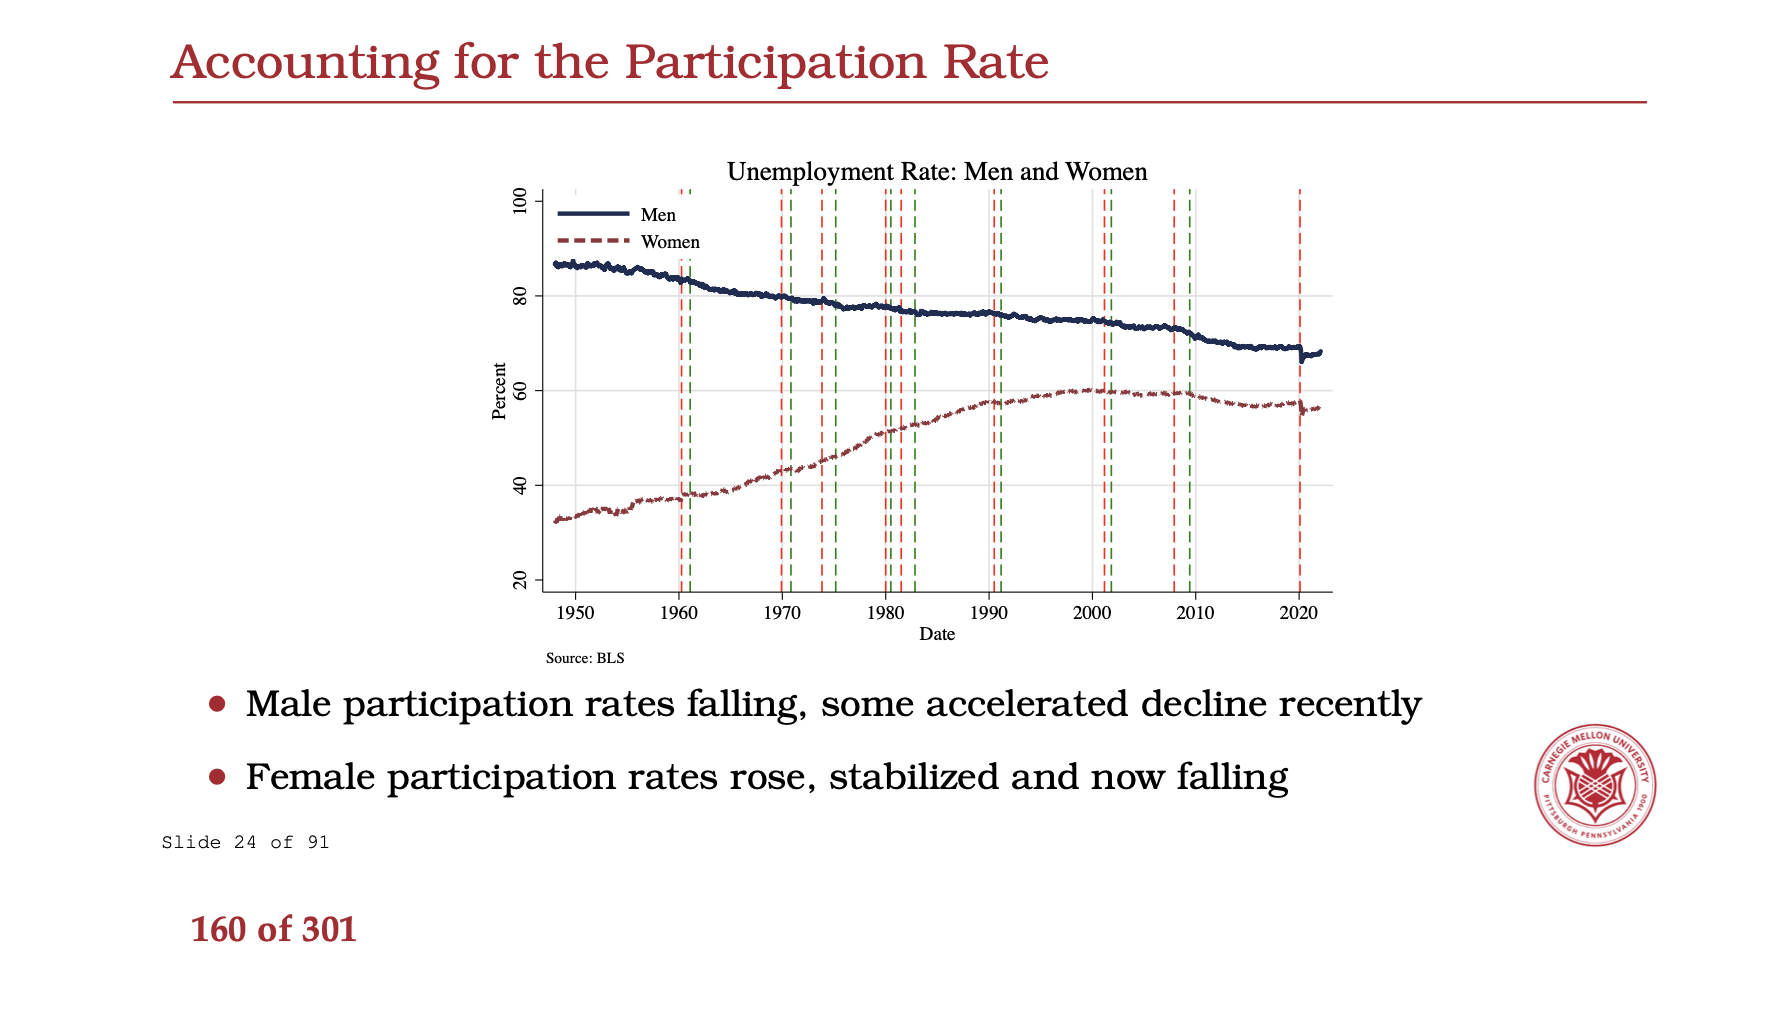 Accounting for the Participation Rate
Unemployment Rate: Men and Women
Men
Women
100
80
60
40
20
Percent
1950 1960 1970 1980 1990 2000 2010 2020
Date
Source: BLS
Male participation rates falling, some accelerated decline recently
Female participation rates rose, stabilized and now falling
CARNEGIE MELLON UNIVERSITY
PITTSBURGH PENNSYLVANIA 1900
Slide 24 of 91
160 of 301